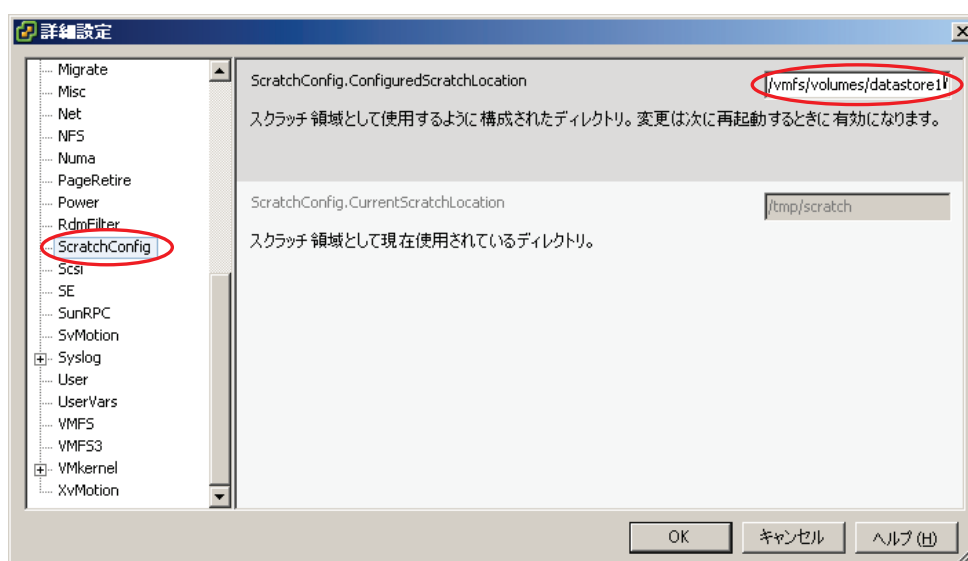 詳細設定
Migrate
Misc
Net
NFS
Numa
PageRetire
Power
RdmFilter
ScratchConfig
Scsi
SE
SunRPC
SvMotion
Syslog
User
UserVars
VMFS
VMFS3
VMkernel
XvMotion
ScratchConfig.ConfiguredScratchLocation
/vmfs/volumes/datastore1/
スクラッチ領域として使用するように構成されたディレクトリ。変更は次に再起動するときに有効になります。
ScratchConfig.CurrentScratchLocation
/tmp/scratch
スクラッチ領域として現在使用されているディレクトリ。
OK
キャンセル
ヘルプ(H)